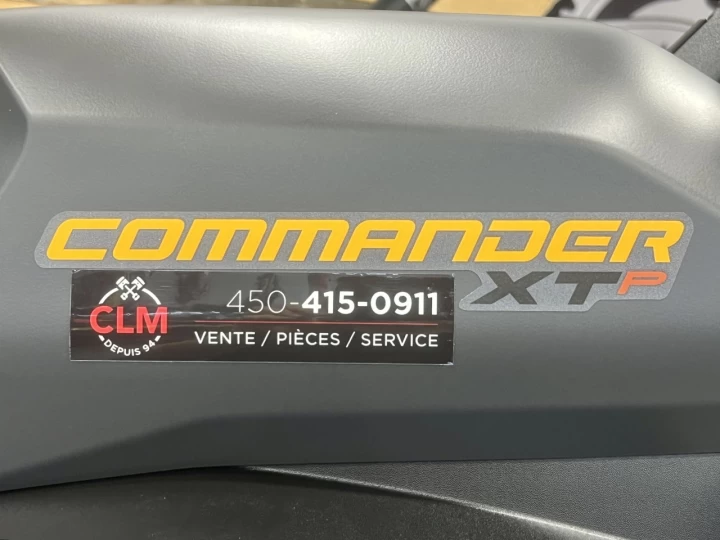 COMMANDER
XTP
CLM
DEPUIS 94
450-415-0911
VENTE / PIÈCES / SERVICE